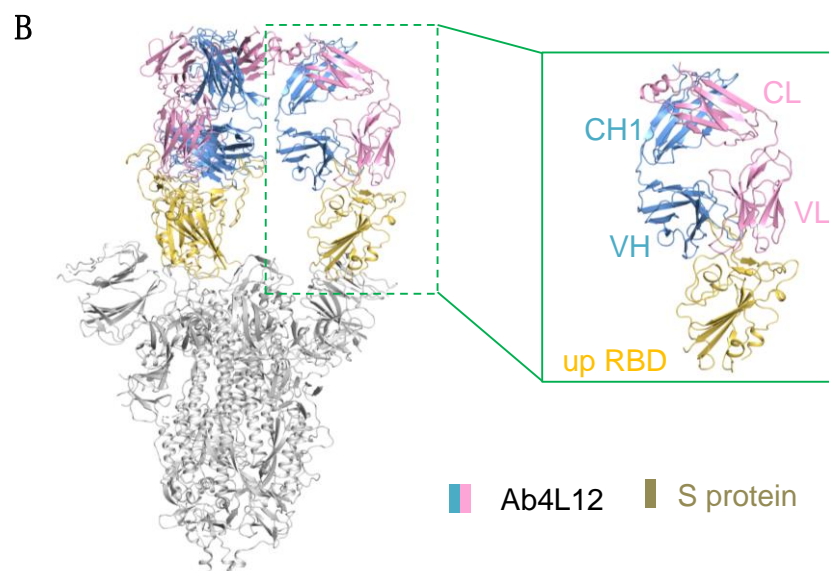 B
CL
CH1
VL
VH
up RBD
Ab4L12
S protein